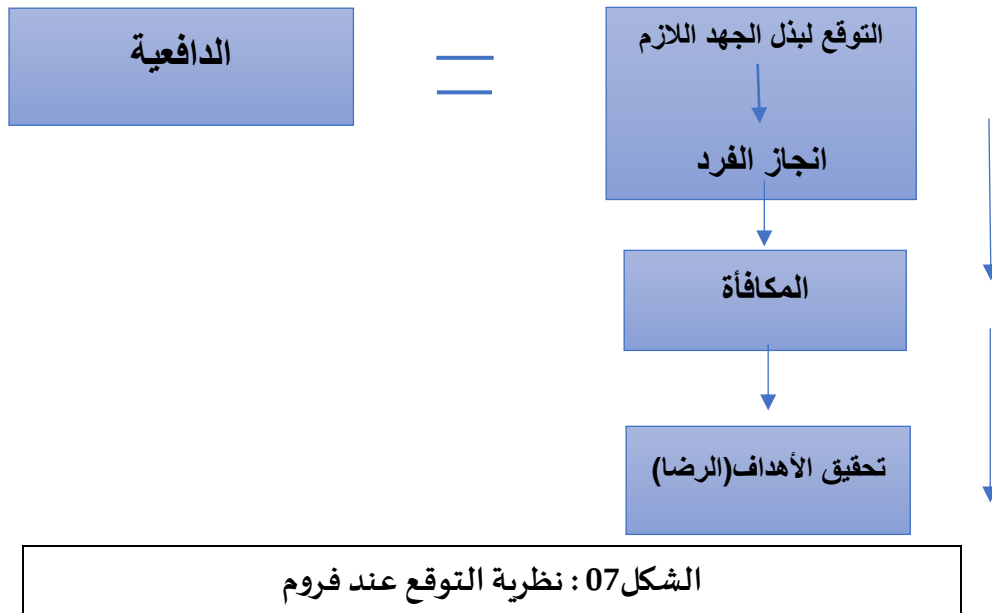 التوقع لبذل الجهد اللازم
الدافعية
انجاز الفرد
المكافأة
تحقيق الأهداف(الرضا)
الشكل07 : نظرية التوقع عند فروم